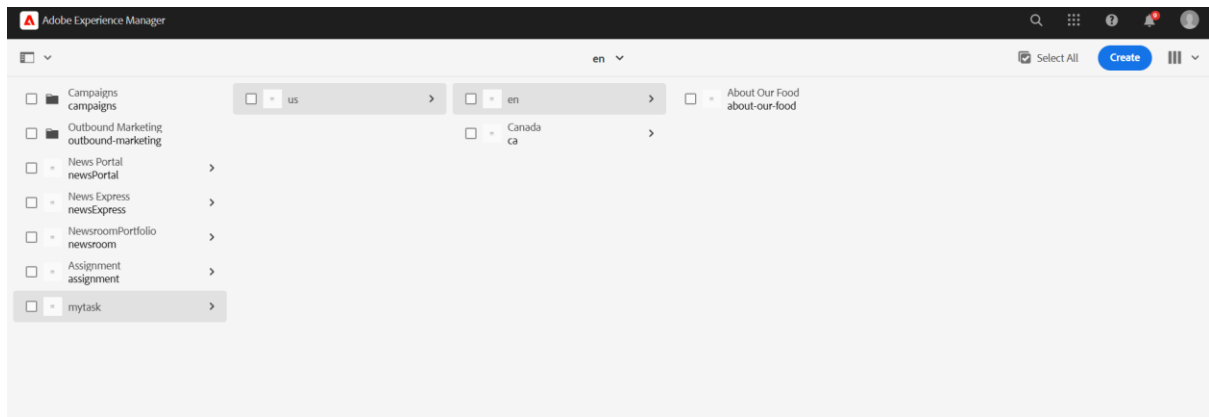 Adobe Experience Manager
9
en
Select All
Create
Campaigns
campaigns
Outbound Marketing
outbound-marketing
News Portal
newsPortal
News Express
newsExpress
NewsroomPortfolio
newsroom
Assignment
assignment
mytask
us
en
Canada
ca
About Our Food
about-our-food